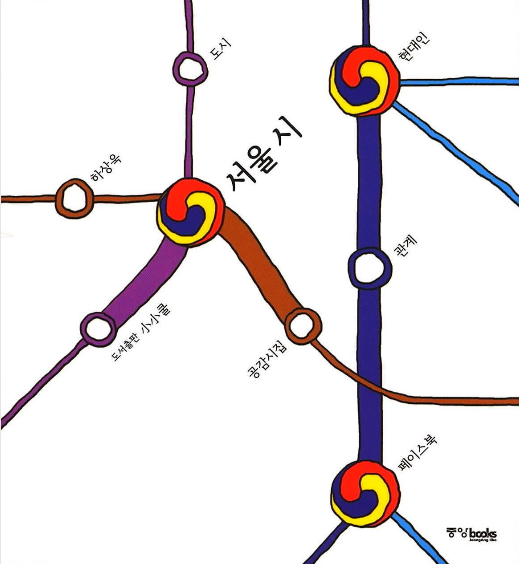 도시
현대인
하상욱
서울 시
관계
도서출판 小小쿨
공감시집
페이스북
중앙books